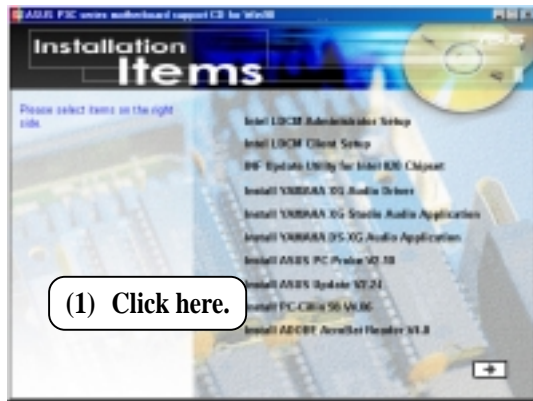 ASUS P3C series motherboard support CD for Win98
Installation
Items
ASUS
Please select items on the right
side.
Intel LDCM Administrator Setup
Intel LDCM Client Setup
INF Update Utility for Intel 820 Chipset
Install YAMAHA XG Audio Driver
Install YAMAHA XG Studio Audio Application
Install YAMAHA DS-XG Audio Application
Install ASUS PC Probe V2.10
Install ASUS Update V2.24
Install PC-Cillin 98
Install ADOBE AcroBat Reader V4.0
(1) Click here.